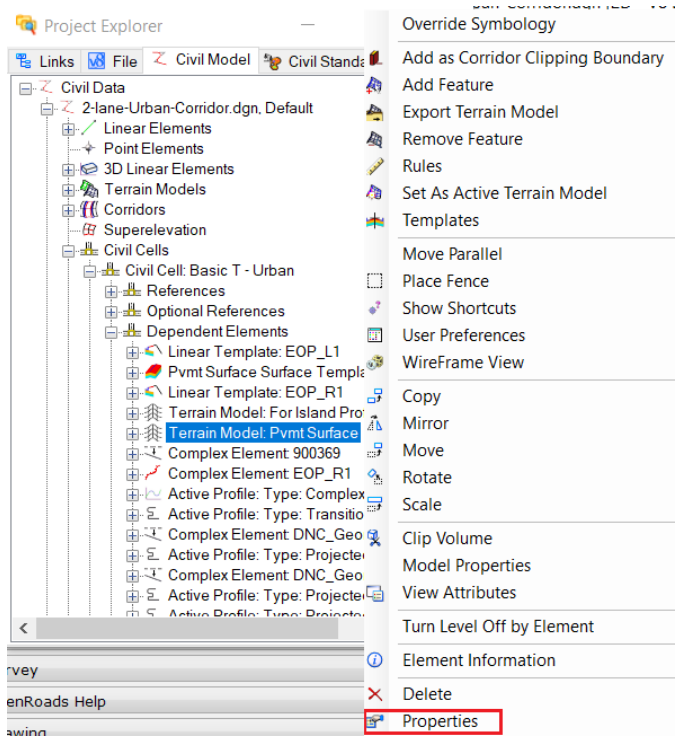 Project Explorer
Links
File
Civil Model
Civil Standa
Civil Data
2-lane-Urban-Corridor.dgn, Default
Linear Elements
Point Elements
3D Linear Elements
Terrain Models
Corridors
Superelevation
Civil Cells
Civil Cell: Basic T - Urban
References
Optional References
Dependent Elements
Linear Template: EOP_L1
Pvmt Surface Surface Templa
Linear Template: EOP_R1
Terrain Model: For Island Pro
Terrain Model: Pvmt Surface
Complex Element: 900369
Complex Element: EOP_R1
Active Profile: Type: Complex
Active Profile: Type: Transitio
Complex Element: DNC_Geo
Active Profile: Type: Projecte
Complex Element: DNC_Geo
Active Profile: Type: Projecte
Active Profile: Type: Projecte
rvey
enRoads Help
awing
Override Symbology
Add as Corridor Clipping Boundary
Add Feature
Export Terrain Model
Remove Feature
Rules
Set As Active Terrain Model
Templates
Move Parallel
Place Fence
Show Shortcuts
User Preferences
WireFrame View
Copy
Mirror
Move
Rotate
Scale
Clip Volume
Model Properties
View Attributes
Turn Level Off by Element
Element Information
Delete
Properties